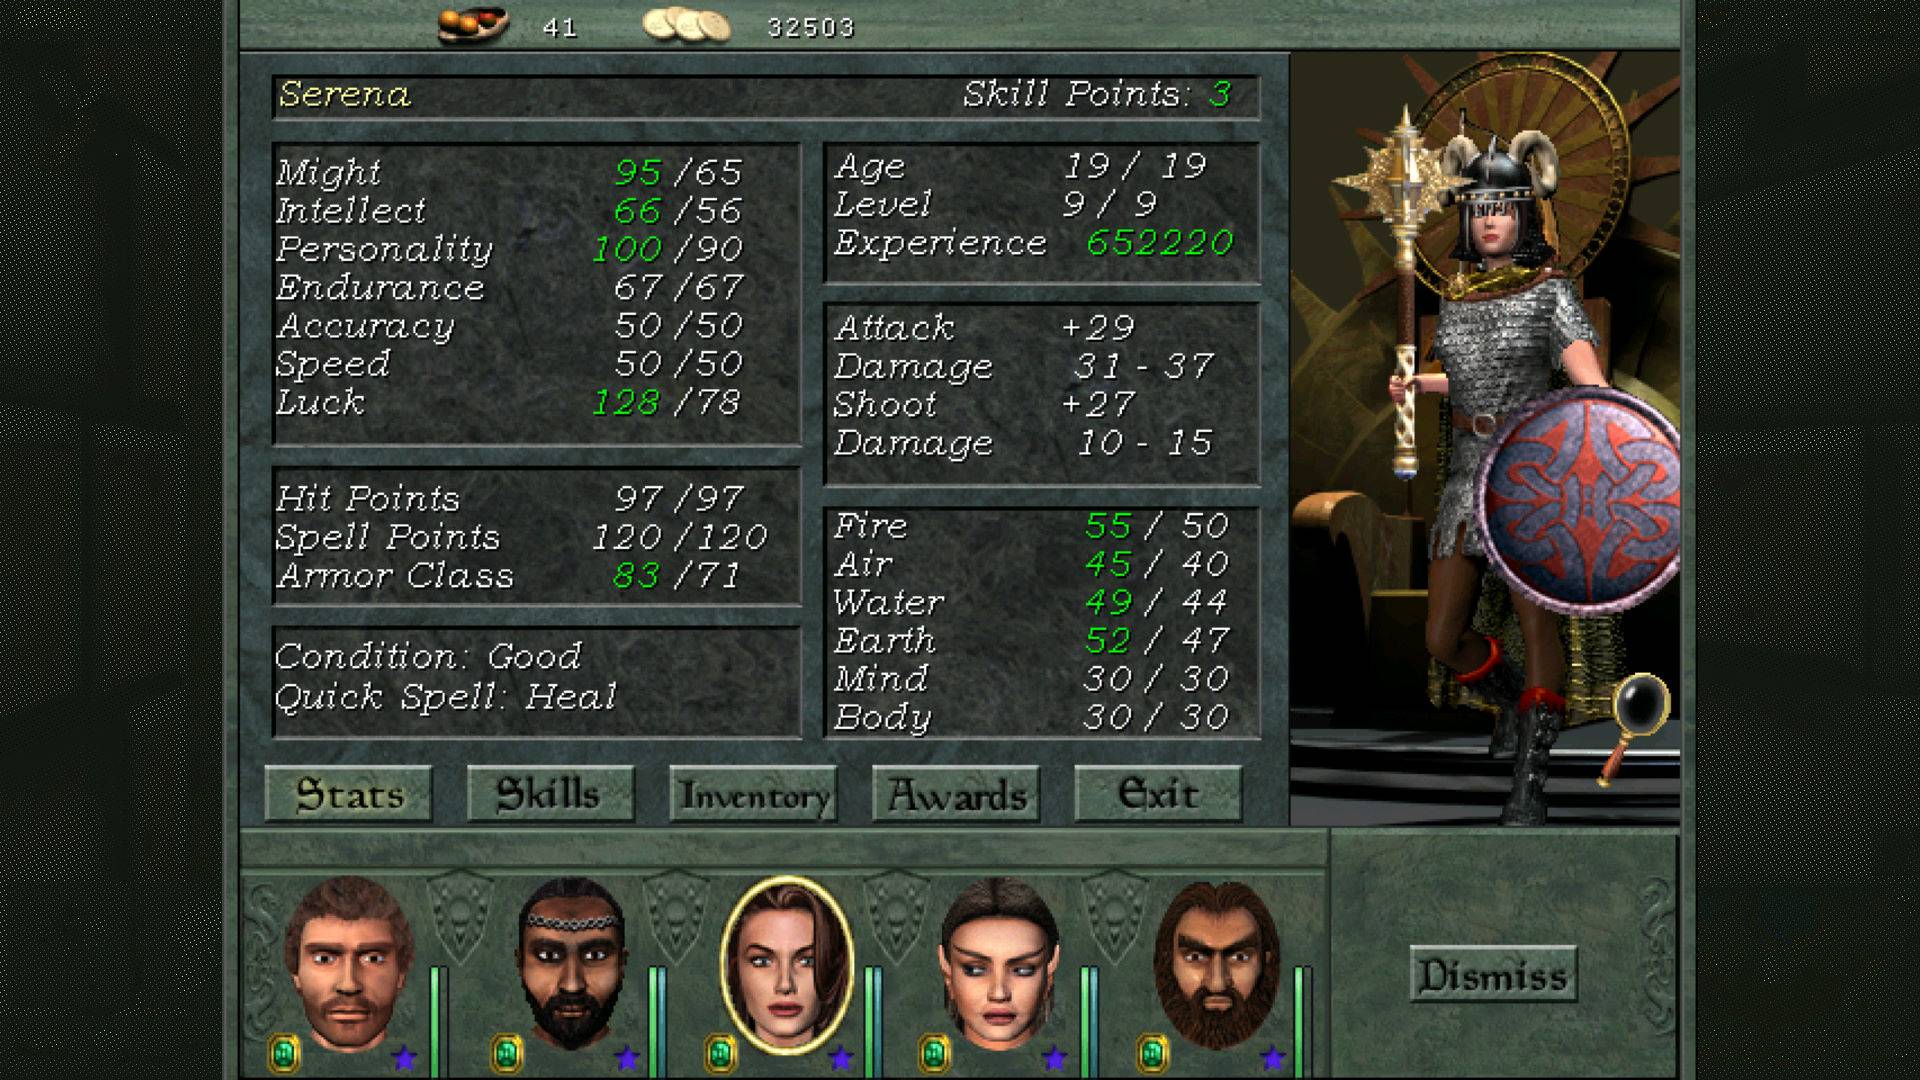 41 32503
Serena Skill Points: 3
Might 95 /65
Intellect 66 /56
Personality 100 /90
Endurance 67 /67
Accuracy 50 /50
Speed 50 /50
Luck 128 /78
Hit Points 97 /97
Spell Points 120 /120
Armor Class 83 /71
Condition: Good
Quick Spell: Heal
Age 19 / 19
Level 9 / 9
Experience 652220
Attack +29
Damage 31 - 37
Shoot +27
Damage 10 - 15
Fire 55 / 50
Air 45 / 40
Water 49 / 44
Earth 52 / 47
Mind 30 / 30
Body 30 / 30
Stats Skills Inventory Awards Exit
Dismiss